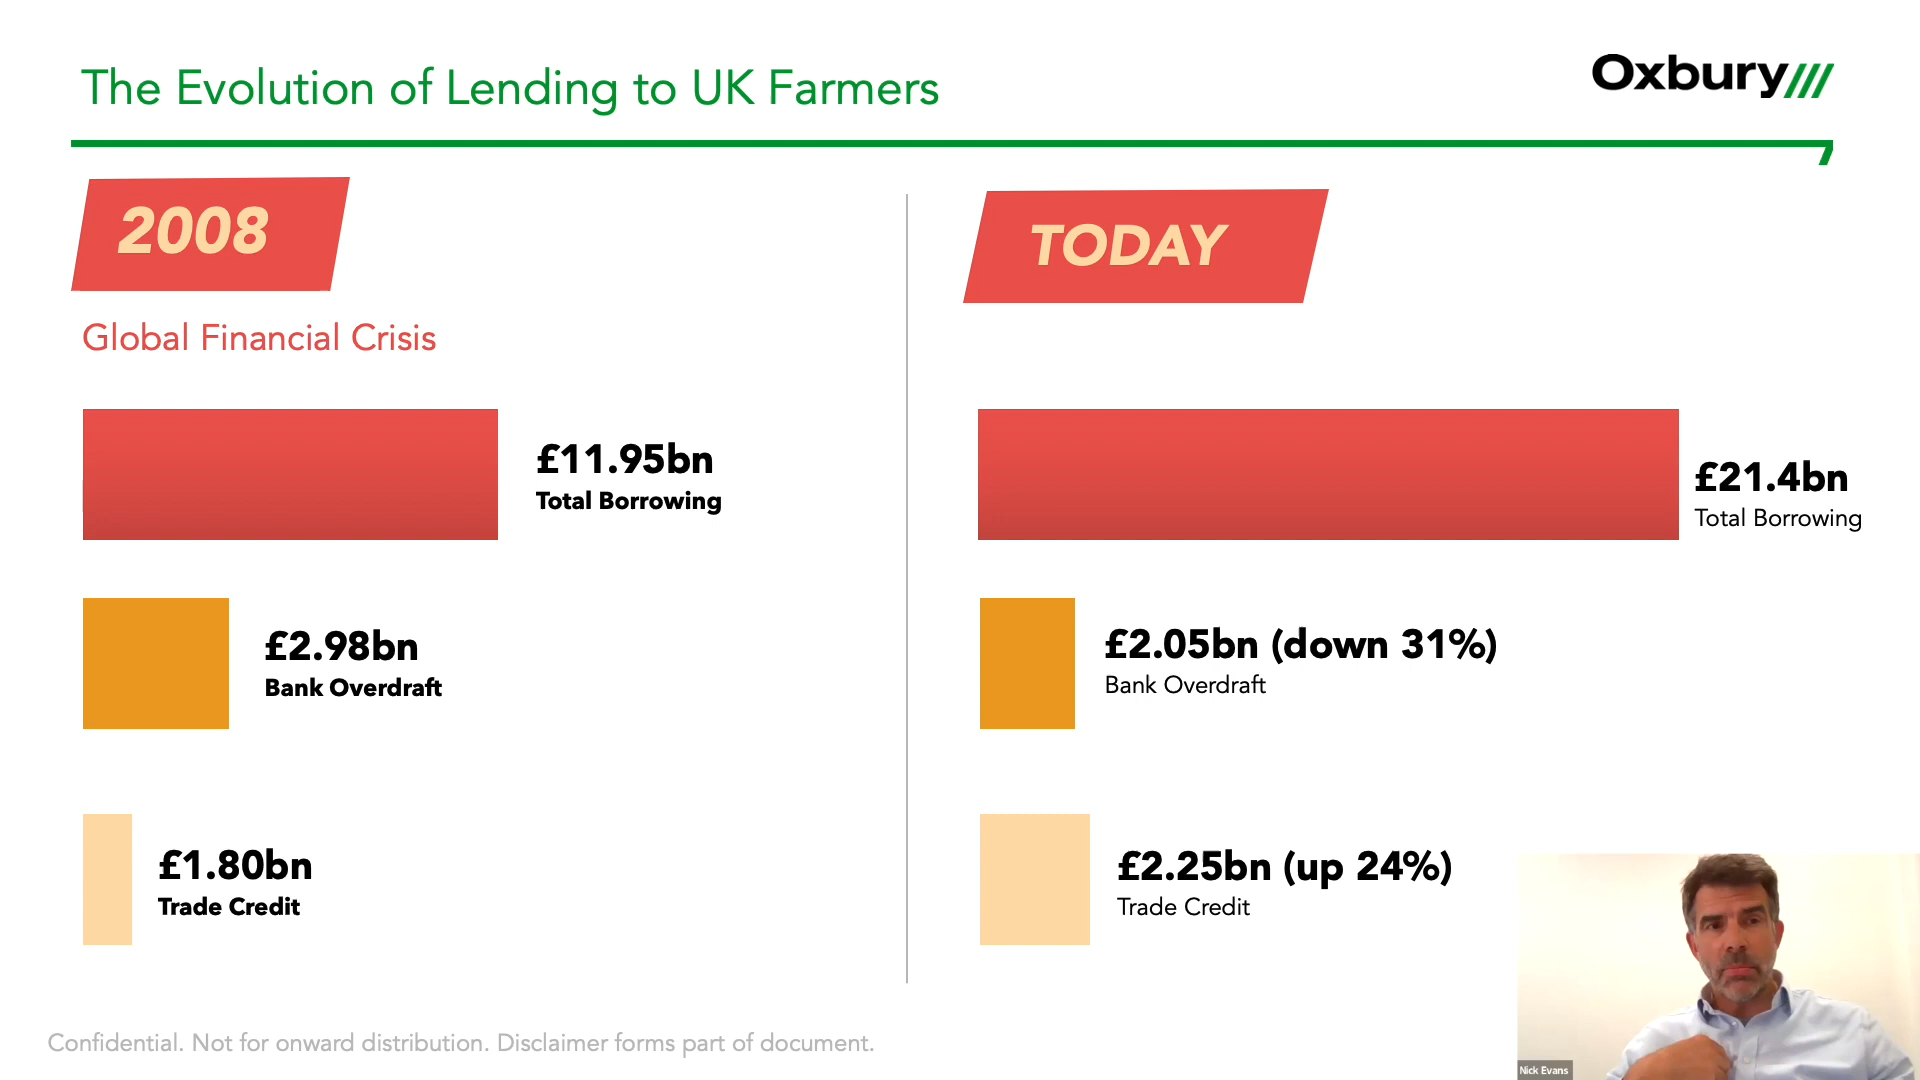 The Evolution of Lending to UK Farmers
Oxbury
2008
Global Financial Crisis
£11.95bn
Total Borrowing
£2.98bn
Bank Overdraft
£1.80bn
Trade Credit
TODAY
£21.4bn
Total Borrowing
£2.05bn (down 31%)
Bank Overdraft
£2.25bn (up 24%)
Trade Credit
Nick Evans
Confidential. Not for onward distribution. Disclaimer forms part of document.